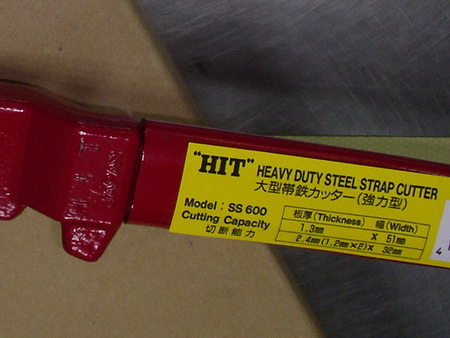 "HIT" HEAVY DUTY STEEL STRAP CUTTER
大型帯鉄カッター(強力型)
Model: SS 600
Cutting Capacity
切断能力
板厚(Thickness) 幅(Width)
1.3mm x 51mm
2.4mm(1.2mm×2)x 32mm
4